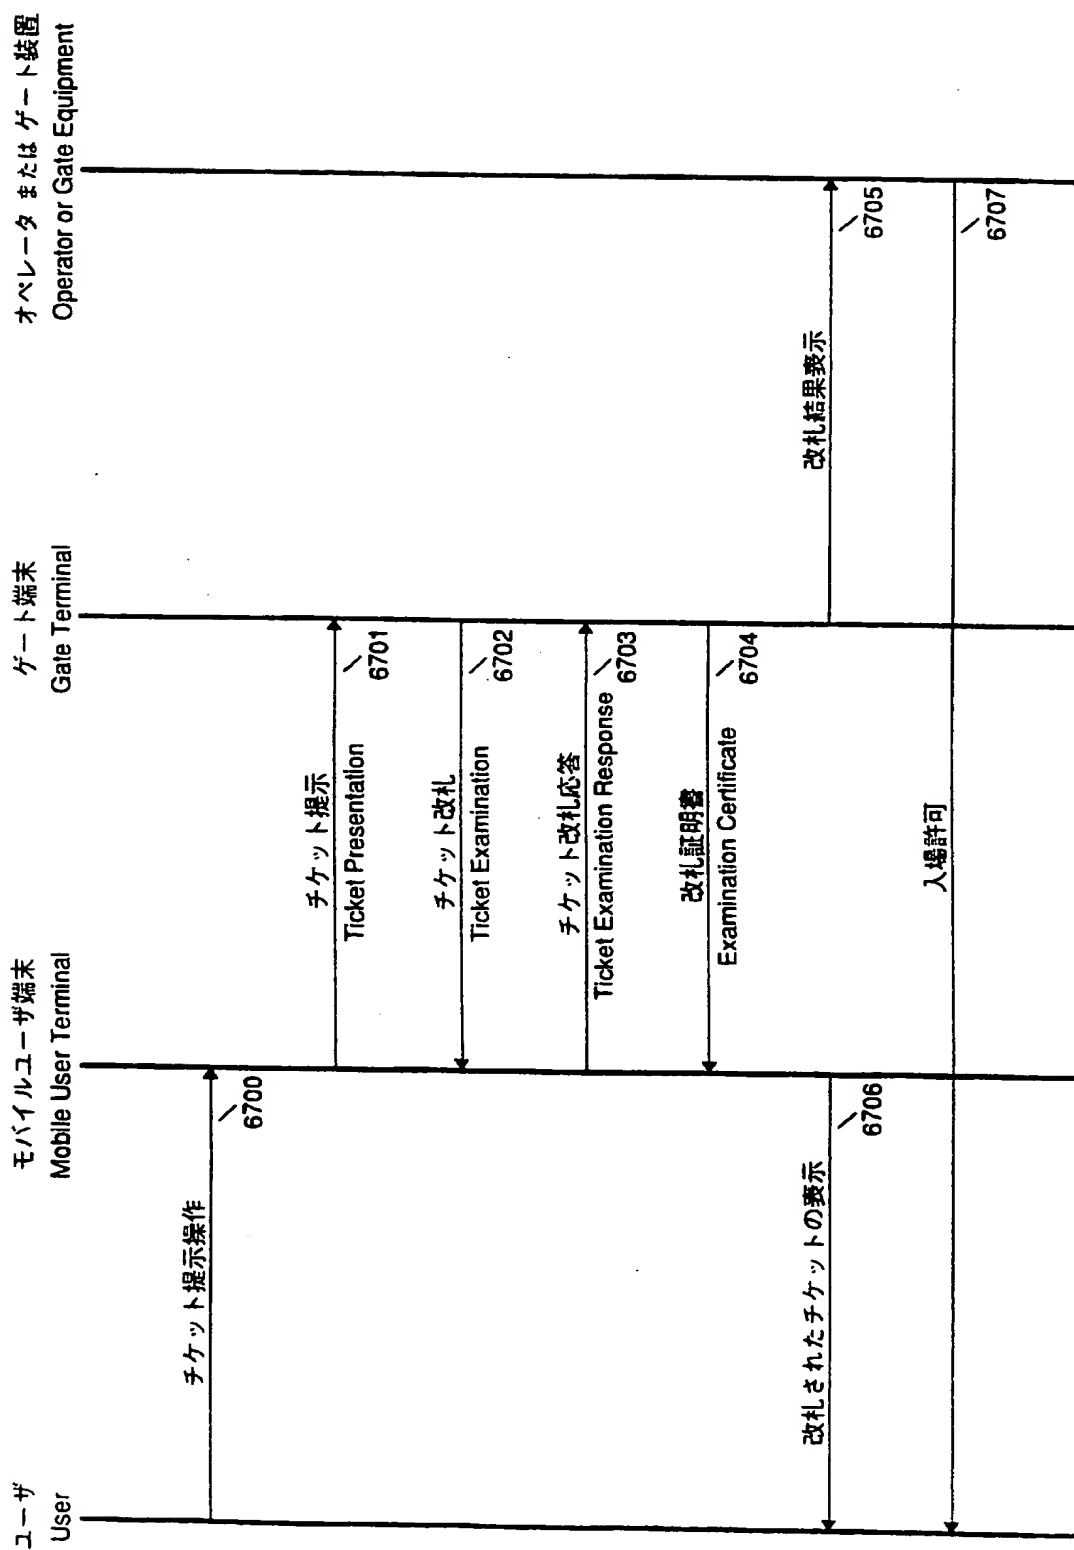 ユーザ
User
モバイルユーザ端末
Mobile User Terminal
ゲート端末
Gate Terminal
オペレータ または ゲート装置
Operator or Gate Equipment
チケット提示操作
6700
チケット提示
Ticket Presentation
6701
チケット改札
Ticket Examination
6702
チケット改札応答
Ticket Examination Response
6703
改札証明書
Examination Certificate
6704
改札結果表示
6705
改札されたチケットの表示
6706
入場許可
6707